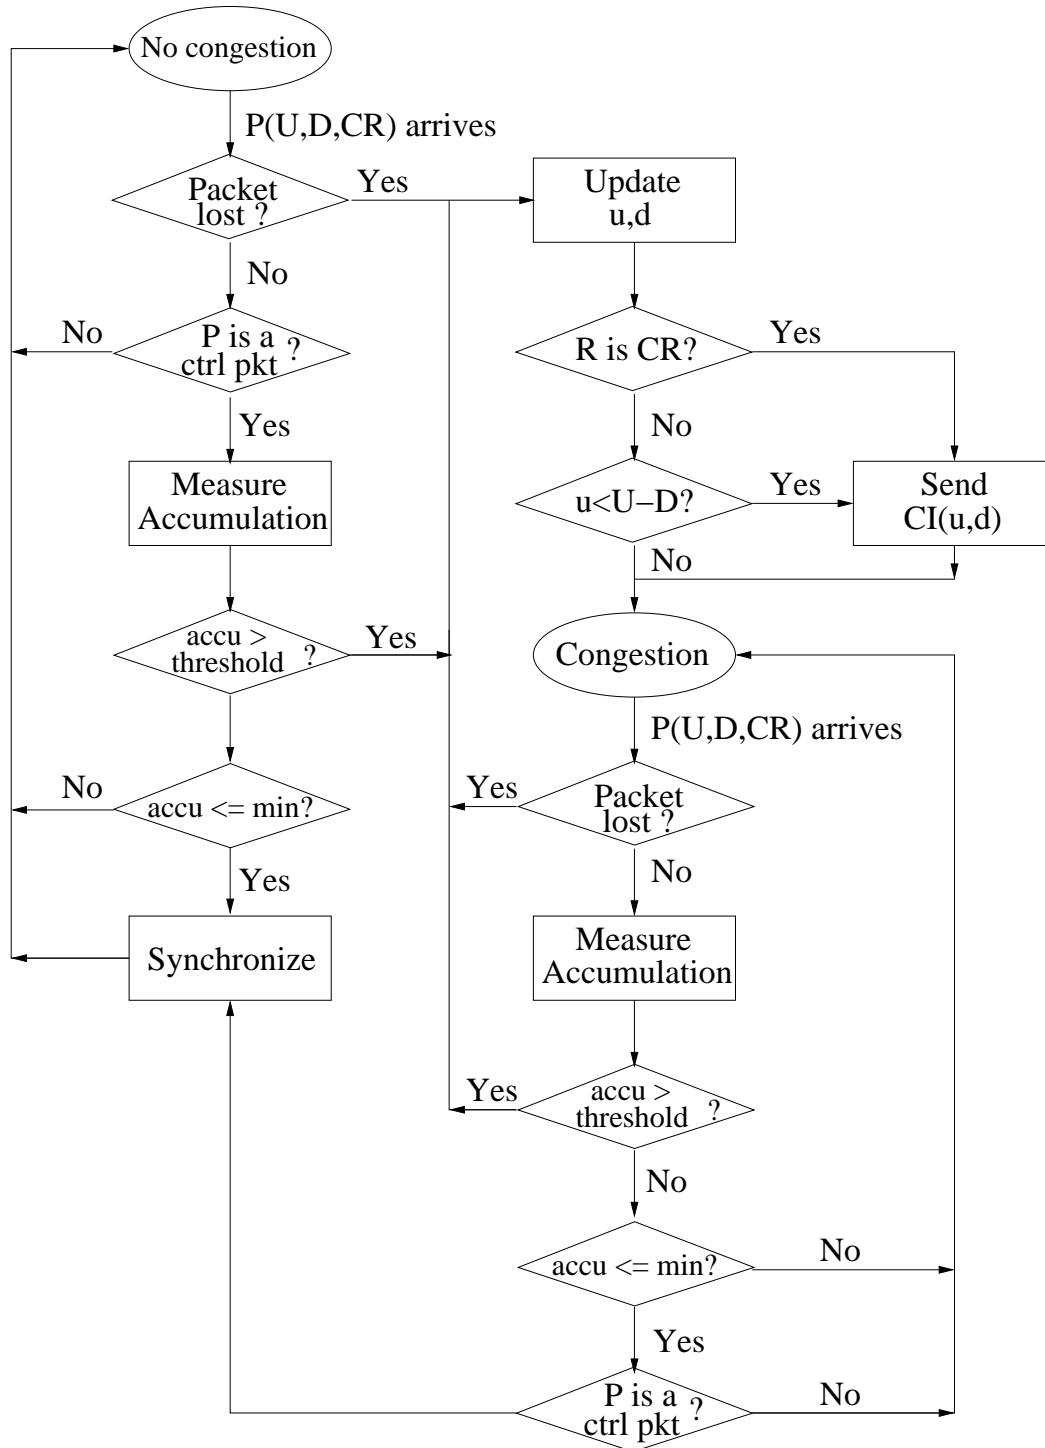 No congestion
P(U,D,CR) arrives
Packet
lost ?
Yes
Update
u,d
No
No
P is a
ctrl pkt ?
R is CR?
Yes
Yes
No
Measure
Accumulation
u<U−D?
Yes
Send
CI(u,d)
No
accu >
threshold ?
Yes
Congestion
P(U,D,CR) arrives
No
accu <= min?
Yes
Packet
lost ?
Yes
No
Synchronize
Measure
Accumulation
Yes
accu >
threshold ?
No
accu <= min?
No
Yes
P is a
ctrl pkt ?
No